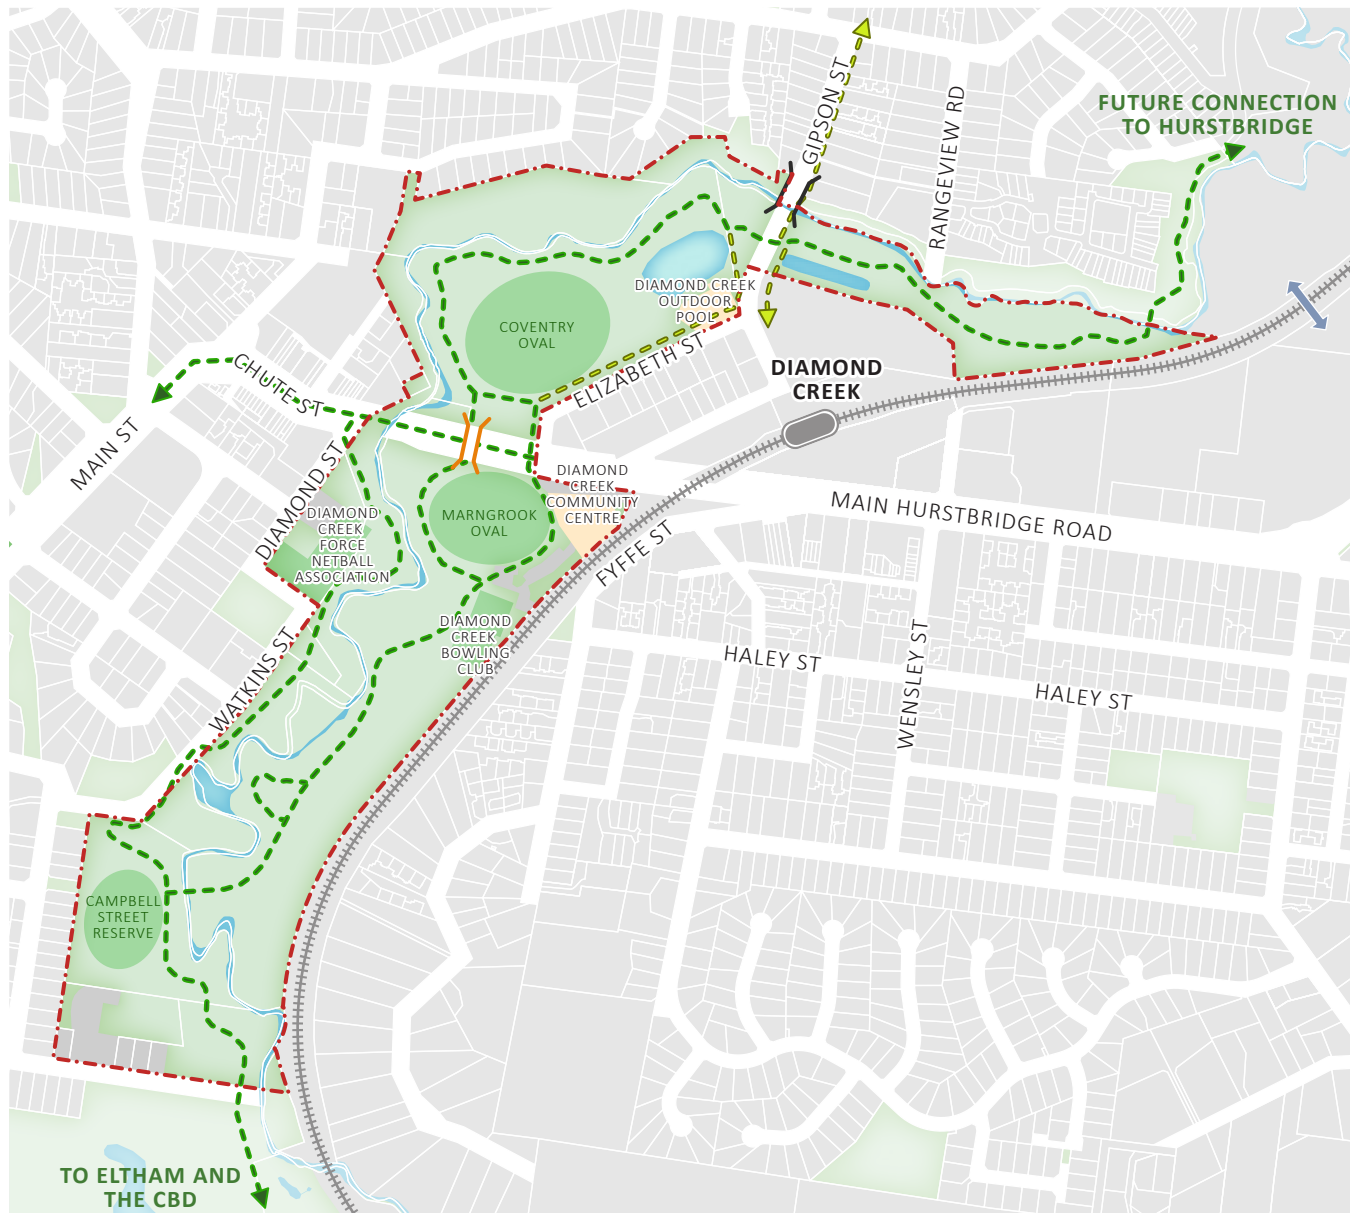 GIPSON ST
RANGEVIEW RD
FUTURE CONNECTION
TO HURSTBRIDGE
DIAMOND CREEK
OUTDOOR
POOL
COVENTRY
OVAL
ELIZABETH ST
DIAMOND
CREEK
CHUTE ST
MAIN ST
DIAMOND ST
DIAMOND
CREEK
FORCE
NETBALL
ASSOCIATION
MARNGROOK
OVAL
DIAMOND
CREEK
COMMUNITY
CENTRE
MAIN HURSTBRIDGE ROAD
FYFFE ST
DIAMOND
CREEK
BOWLING
CLUB
WATKINS ST
HALEY ST
WENSLEY ST
HALEY ST
CAMPBELL
STREET
RESERVE
TO ELTHAM AND
THE CBD